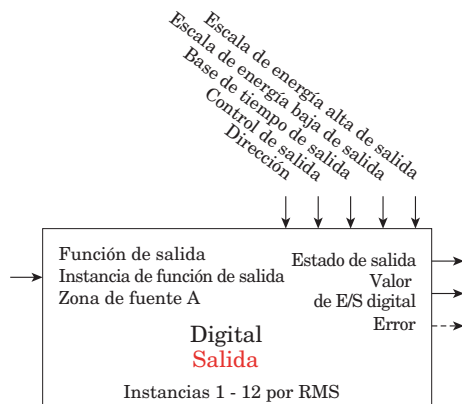 Escala de energía alta de salida
Escala de energía baja de salida
Base de tiempo de salida
Control de salida
Dirección
Función de salida
Instancia de función de salida
Zona de fuente A
Estado de salida
Valor
de E/S digital
Error
Digital
Salida
Instancias 1 - 12 por RMS